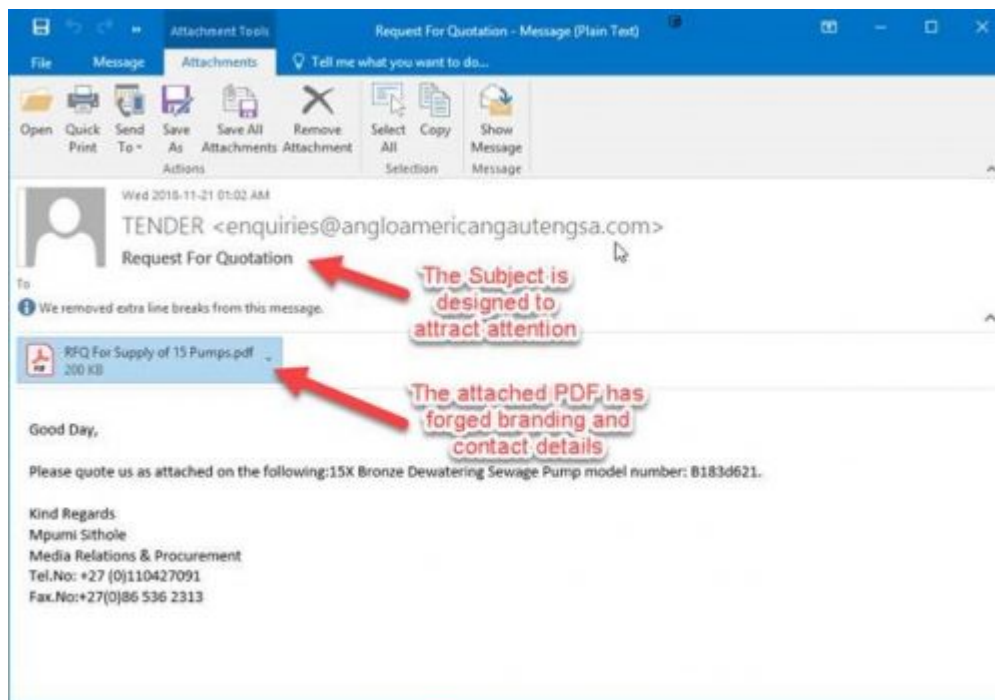 Attachment Tools
Request For Quotation - Message (Plain Text)
File Message Attachments Tell me what you want to do...
Open Quick Print Send To Save As Save All Attachments Remove Attachment Select All Copy Show Message
Actions Selection Message
Wed 2018-11-21 01:02 AM
TENDER <enquiries@angloamericangautengsa.com>
Request For Quotation
To
We removed extra line breaks from this message.
The Subject is
designed to
attract attention
RFQ For Supply of 15 Pumps.pdf
PDF
200 KB
The attached PDF has
forged branding and
contact details
Good Day,
Please quote us as attached on the following:15X Bronze Dewatering Sewage Pump model number: B183d621.
Kind Regards
Mpumi Sithole
Media Relations & Procurement
Tel.No: +27 (0)110427091
Fax.No:+27(0)86 536 2313